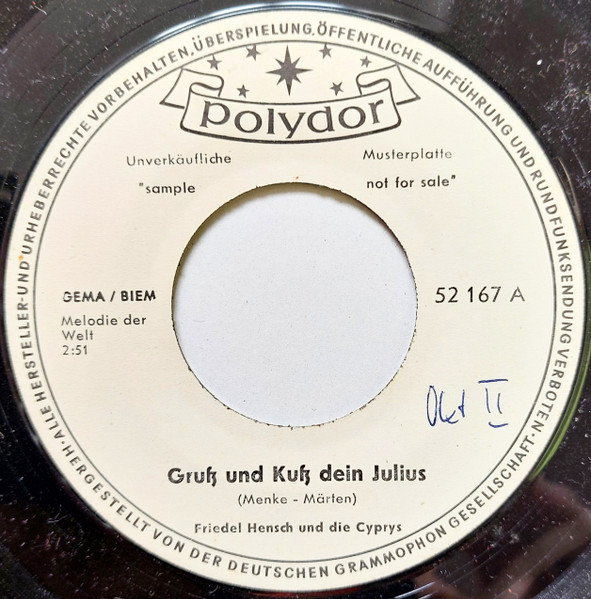 ·ALLE HERSTELLER-UND URHEBERRECHTE VORBEHALTEN, ÜBERSPIELUNG, ÖFFENTLICHE AUFFÜHRUNG UND RUNDFUNKSENDUNG VERBOTEN·
polydor
Unverkäufliche Musterplatte
"sample not for sale"
GEMA / BIEM
52 167 A
Melodie der
Welt
2:51
Okt II
Gruß und Kuß dein Julius
(Menke - Märten)
Friedel Hensch und die Cyprys
HERGESTELLT VON DER DEUTSCHEN GRAMMOPHON GESELLSCHAFT·